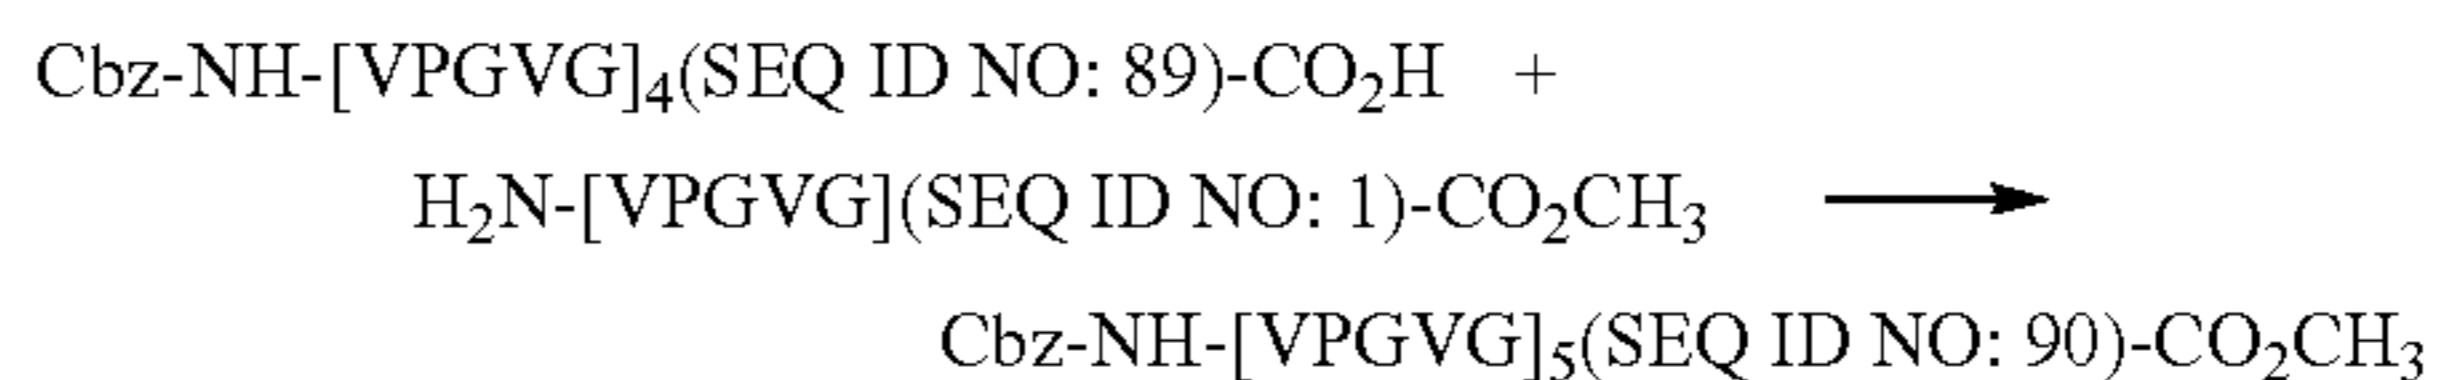 Cbz-NH-[VPGVG]₄(SEQ ID NO: 89)-CO₂H +
H₂N-[VPGVG](SEQ ID NO: 1)-CO₂CH₃ ⟶
Cbz-NH-[VPGVG]₅(SEQ ID NO: 90)-CO₂CH₃